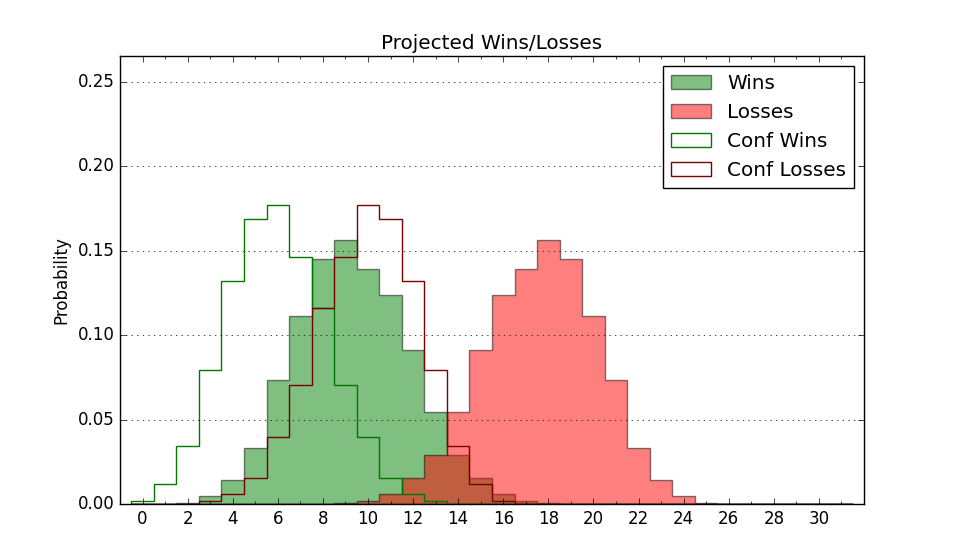 Projected Wins/Losses
0.25
0.20
0.15
0.10
0.05
0.00
Probability
Wins
Losses
Conf Wins
Conf Losses
0 2 4 6 8 10 12 14 16 18 20 22 24 26 28 30